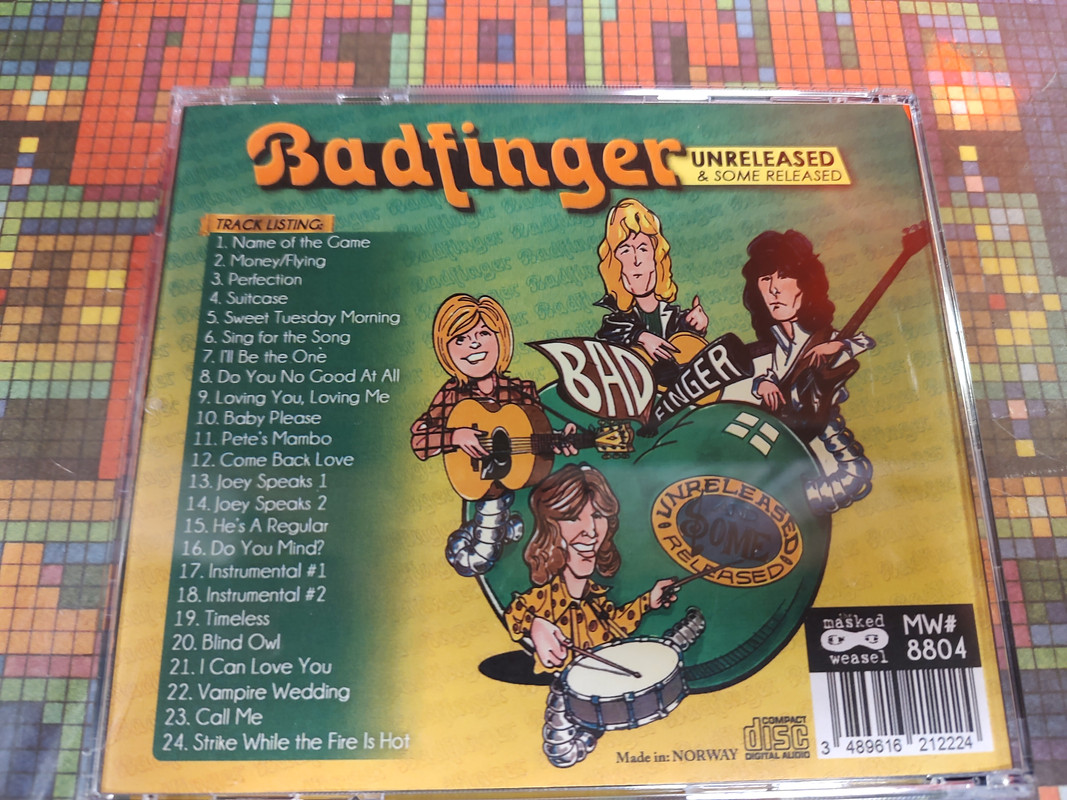 Badfinger
UNRELEASED
& SOME RELEASED
TRACK LISTING:
1. Name of the Game
2. Money/Flying
3. Perfection
4. Suitcase
5. Sweet Tuesday Morning
6. Sing for the Song
7. I'll Be the One
8. Do You No Good At All
9. Loving You, Loving Me
10. Baby Please
11. Pete's Mambo
12. Come Back Love
13. Joey Speaks 1
14. Joey Speaks 2
15. He's A Regular
16. Do You Mind?
17. Instrumental #1
18. Instrumental #2
19. Timeless
20. Blind Owl
21. I Can Love You
22. Vampire Wedding
23. Call Me
24. Strike While the Fire Is Hot
BAD
FINGER
UNRELEASED
AND
SOME
RELEASED
the
masked
weasel
MW#
8804
Made in: NORWAY
COMPACT
disc
DIGITAL AUDIO
3 489616 212224